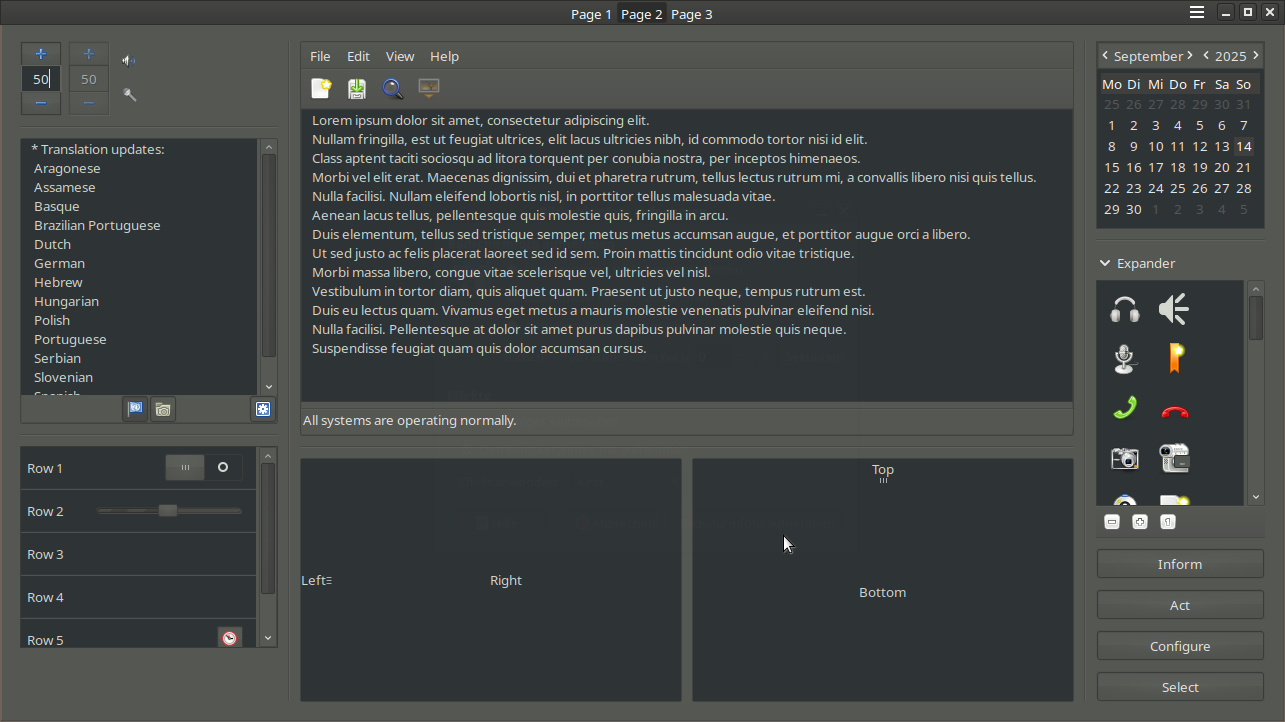 Page 1 Page 2 Page 3
50 50
* Translation updates:
Aragonese
Assamese
Basque
Brazilian Portuguese
Dutch
German
Hebrew
Hungarian
Polish
Portuguese
Serbian
Slovenian
Spanish
Row 1
Row 2
Row 3
Row 4
Row 5
File Edit View Help
Lorem ipsum dolor sit amet, consectetur adipiscing elit.
Nullam fringilla, est ut feugiat ultrices, elit lacus ultricies nibh, id commodo tortor nisi id elit.
Class aptent taciti sociosqu ad litora torquent per conubia nostra, per inceptos himenaeos.
Morbi vel elit erat. Maecenas dignissim, dui et pharetra rutrum, tellus lectus rutrum mi, a convallis libero nisi quis tellus.
Nulla facilisi. Nullam eleifend lobortis nisl, in porttitor tellus malesuada vitae.
Aenean lacus tellus, pellentesque quis molestie quis, fringilla in arcu.
Duis elementum, tellus sed tristique semper, metus metus accumsan augue, et porttitor augue orci a libero.
Ut sed justo ac felis placerat laoreet sed id sem. Proin mattis tincidunt odio vitae tristique.
Morbi massa libero, congue vitae scelerisque vel, ultricies vel nisl.
Vestibulum in tortor diam, quis aliquet quam. Praesent ut justo neque, tempus rutrum est.
Duis eu lectus quam. Vivamus eget metus a mauris molestie venenatis pulvinar eleifend nisi.
Nulla facilisi. Pellentesque at dolor sit amet purus dapibus pulvinar molestie quis neque.
Suspendisse feugiat quam quis dolor accumsan cursus.
All systems are operating normally.
Left Right
Top
Bottom
September 2025
Mo Di Mi Do Fr Sa So
25 26 27 28 29 30 31
1 2 3 4 5 6 7
8 9 10 11 12 13 14
15 16 17 18 19 20 21
22 23 24 25 26 27 28
29 30 1 2 3 4 5
Expander
Inform
Act
Configure
Select